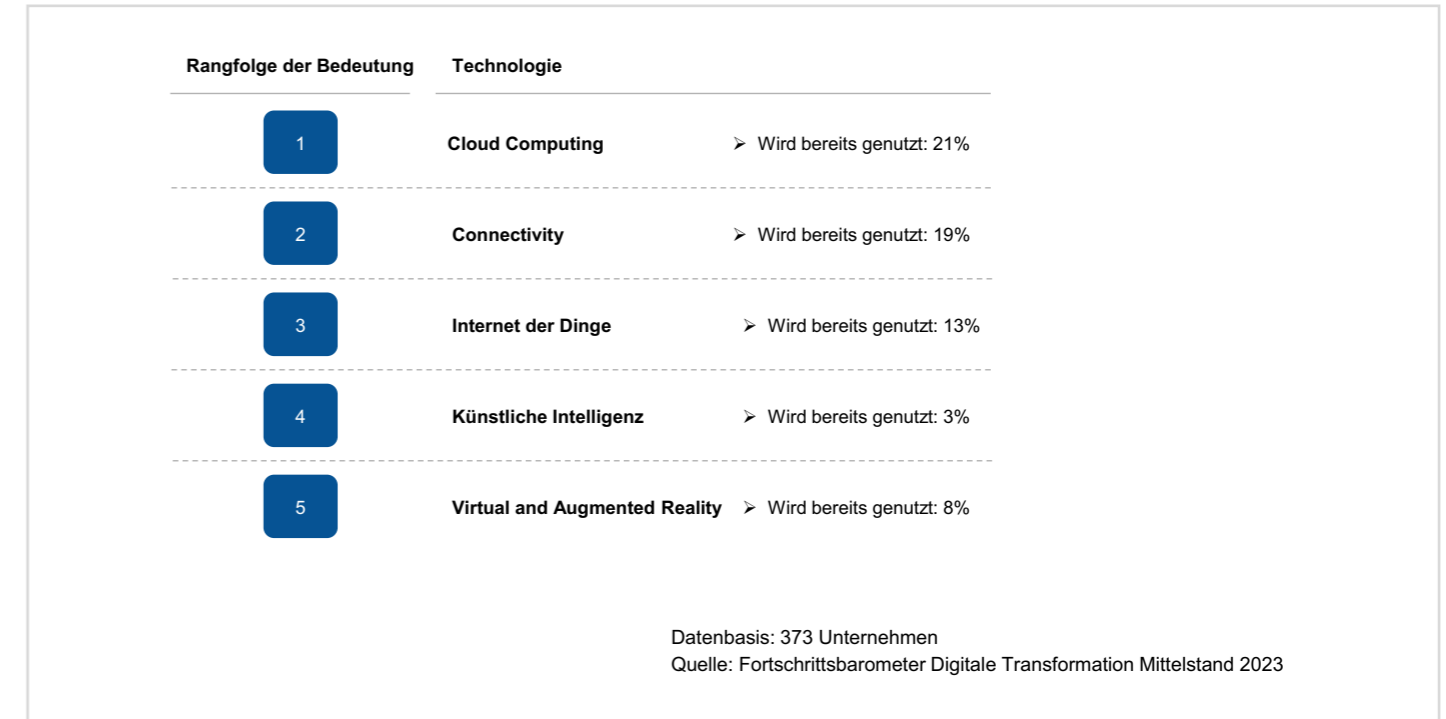 Rangfolge der Bedeutung Technologie
1 Cloud Computing ➢ Wird bereits genutzt: 21%
2 Connectivity ➢ Wird bereits genutzt: 19%
3 Internet der Dinge ➢ Wird bereits genutzt: 13%
4 Künstliche Intelligenz ➢ Wird bereits genutzt: 3%
5 Virtual and Augmented Reality ➢ Wird bereits genutzt: 8%
Datenbasis: 373 Unternehmen
Quelle: Fortschrittsbarometer Digitale Transformation Mittelstand 2023